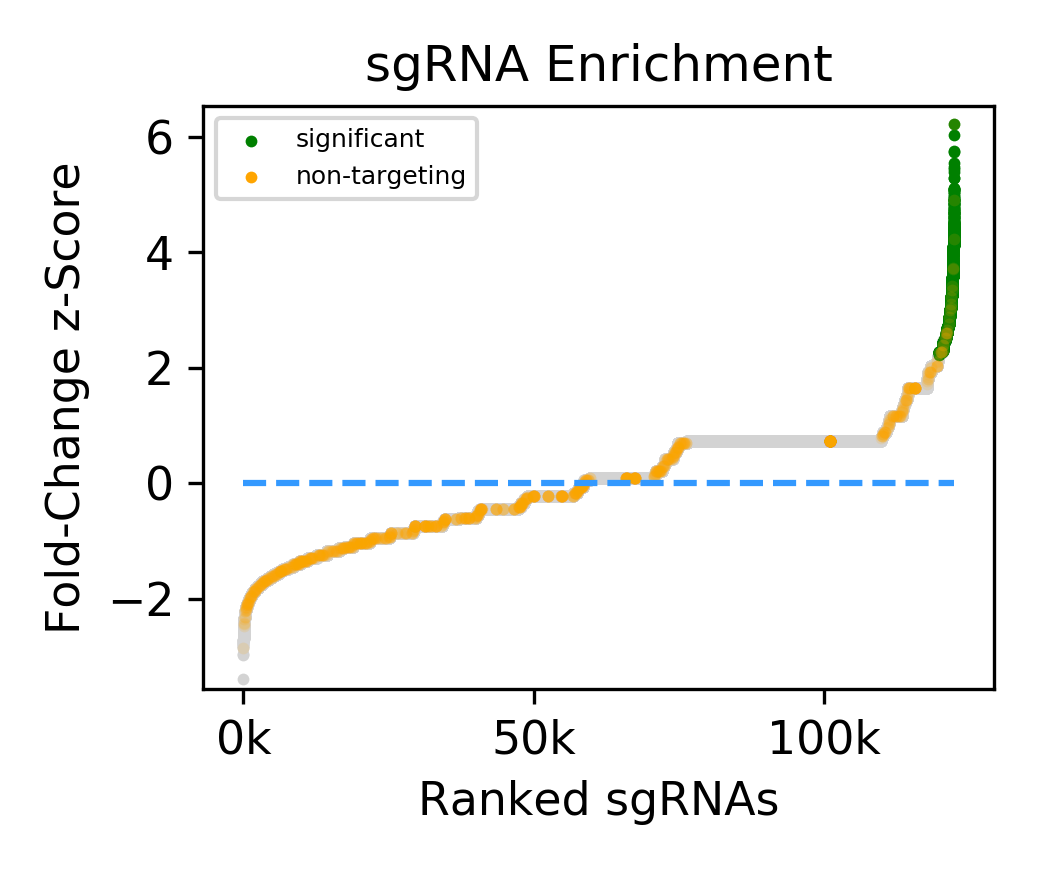 sgRNA Enrichment
significant
non-targeting
Fold-Change z-Score
6
4
2
0
−2
0k
50k
100k
Ranked sgRNAs